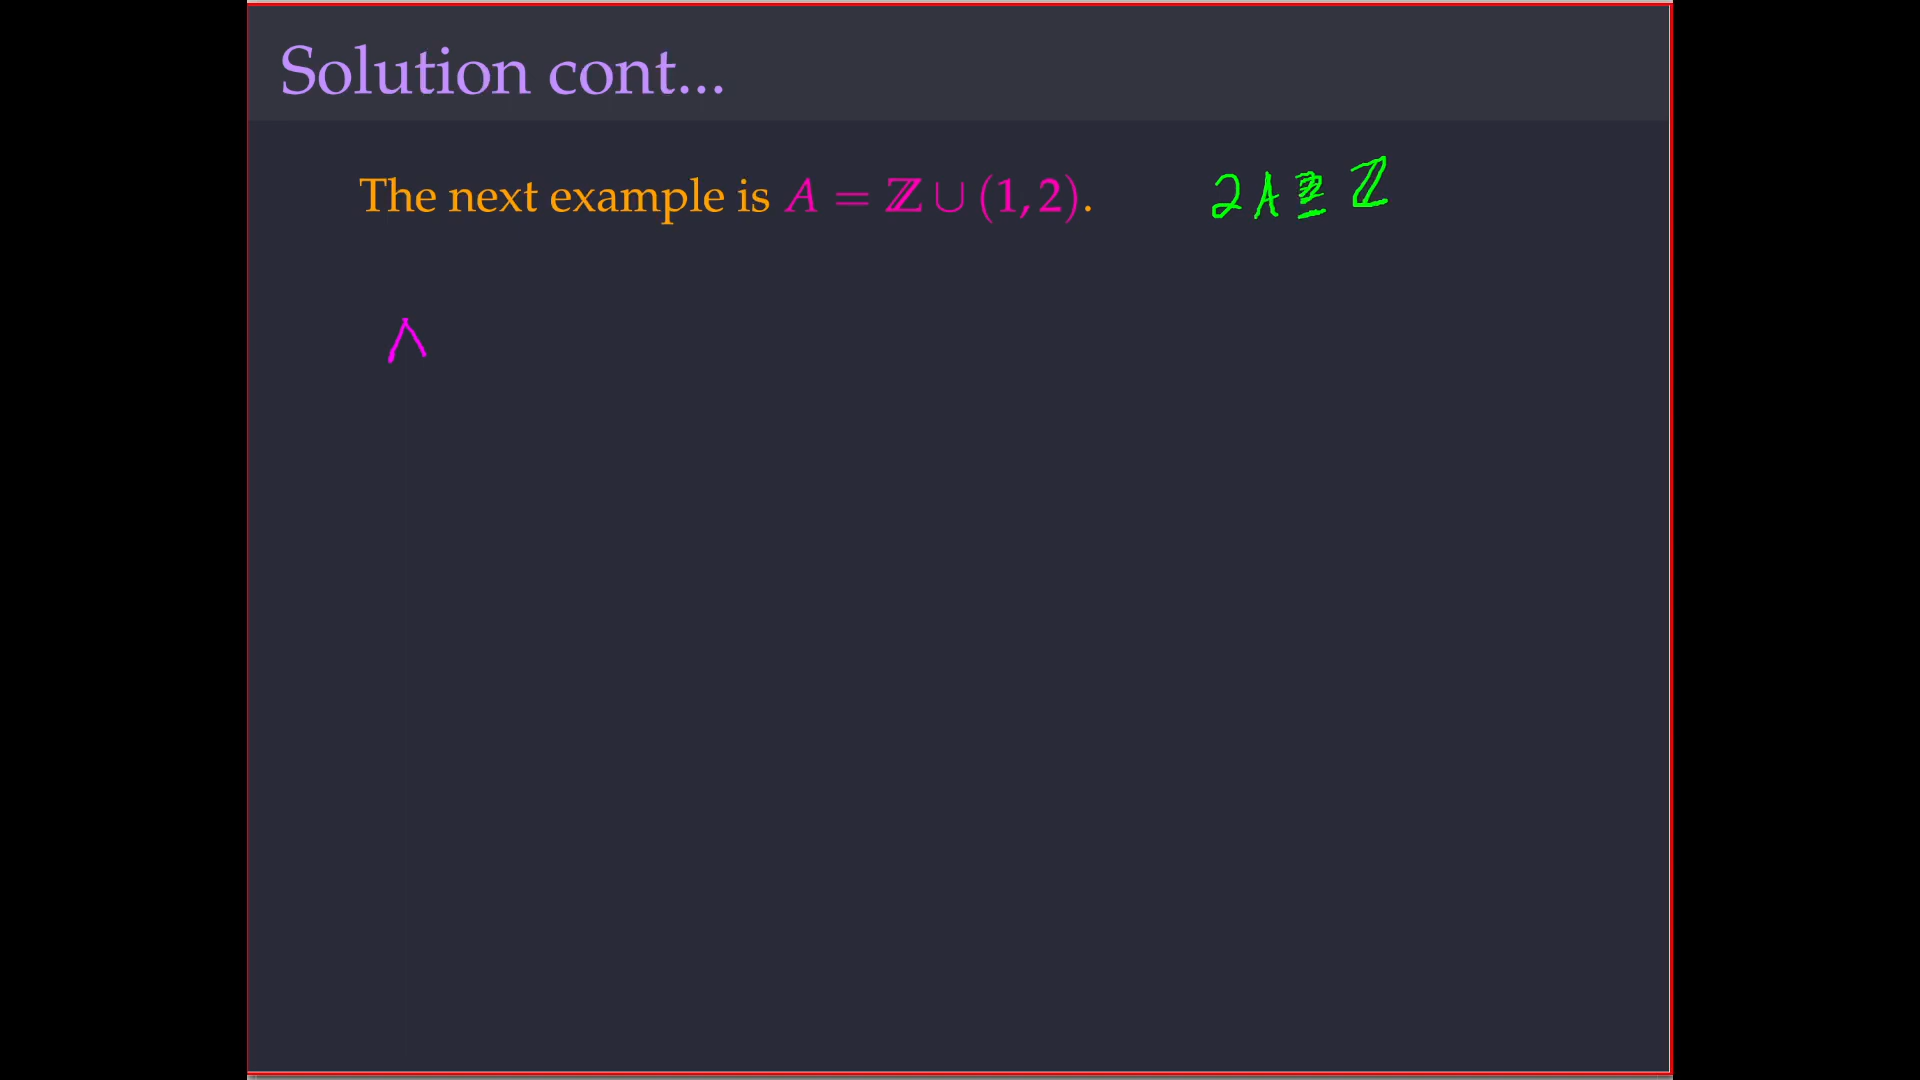 Solution cont...
The next example is A = ℤ ∪ (1, 2). 2A ℤ